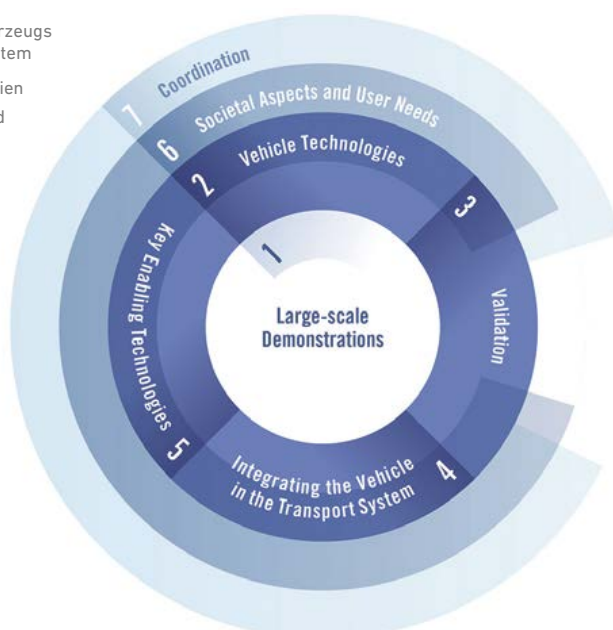 rzeugs
tem
ien
d
7 Coordination
6 Societal Aspects and User Needs
2 Vehicle Technologies
3
Validation
1
Large-scale
Demonstrations
Key Enabling Technologies
5
Integrating the Vehicle
in the Transport System
4